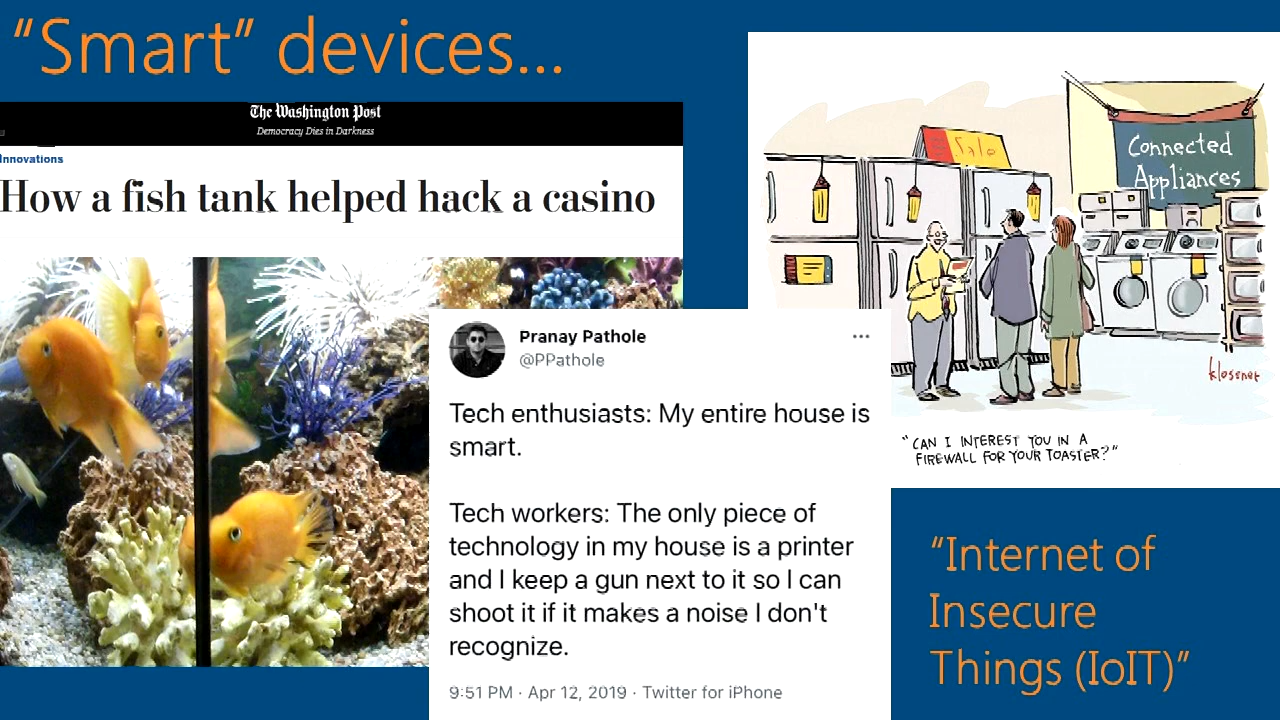 “Smart” devices...
The Washington Post
Democracy Dies in Darkness
Innovations
How a fish tank helped hack a casino
Sale
Connected
Appliances
klossner
“CAN I INTEREST YOU IN A
FIREWALL FOR YOUR TOASTER?”
Pranay Pathole
@PPathole
Tech enthusiasts: My entire house is
smart.
Tech workers: The only piece of
technology in my house is a printer
and I keep a gun next to it so I can
shoot it if it makes a noise I don't
recognize.
9:51 PM · Apr 12, 2019 · Twitter for iPhone
“Internet of
Insecure
Things (IoIT)”